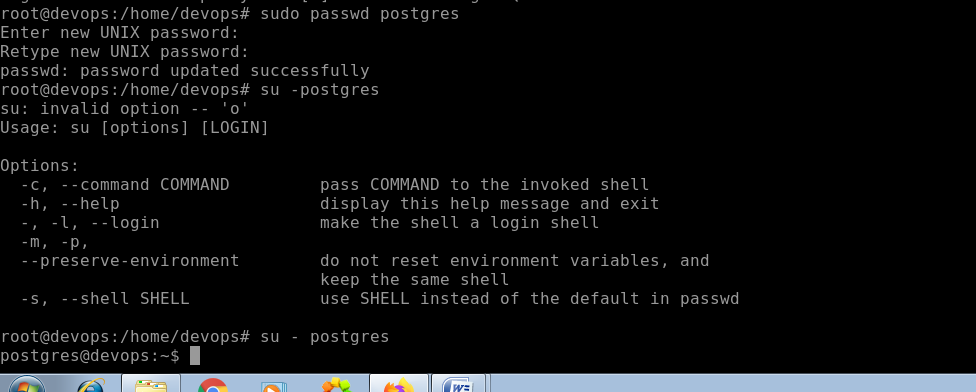 root@devops:/home/devops# sudo passwd postgres
Enter new UNIX password:
Retype new UNIX password:
passwd: password updated successfully
root@devops:/home/devops# su -postgres
su: invalid option -- 'o'
Usage: su [options] [LOGIN]
Options:
-c, --command COMMAND pass COMMAND to the invoked shell
-h, --help display this help message and exit
-, -l, --login make the shell a login shell
-m, -p,
--preserve-environment do not reset environment variables, and
keep the same shell
-s, --shell SHELL use SHELL instead of the default in passwd
root@devops:/home/devops# su - postgres
postgres@devops:~$